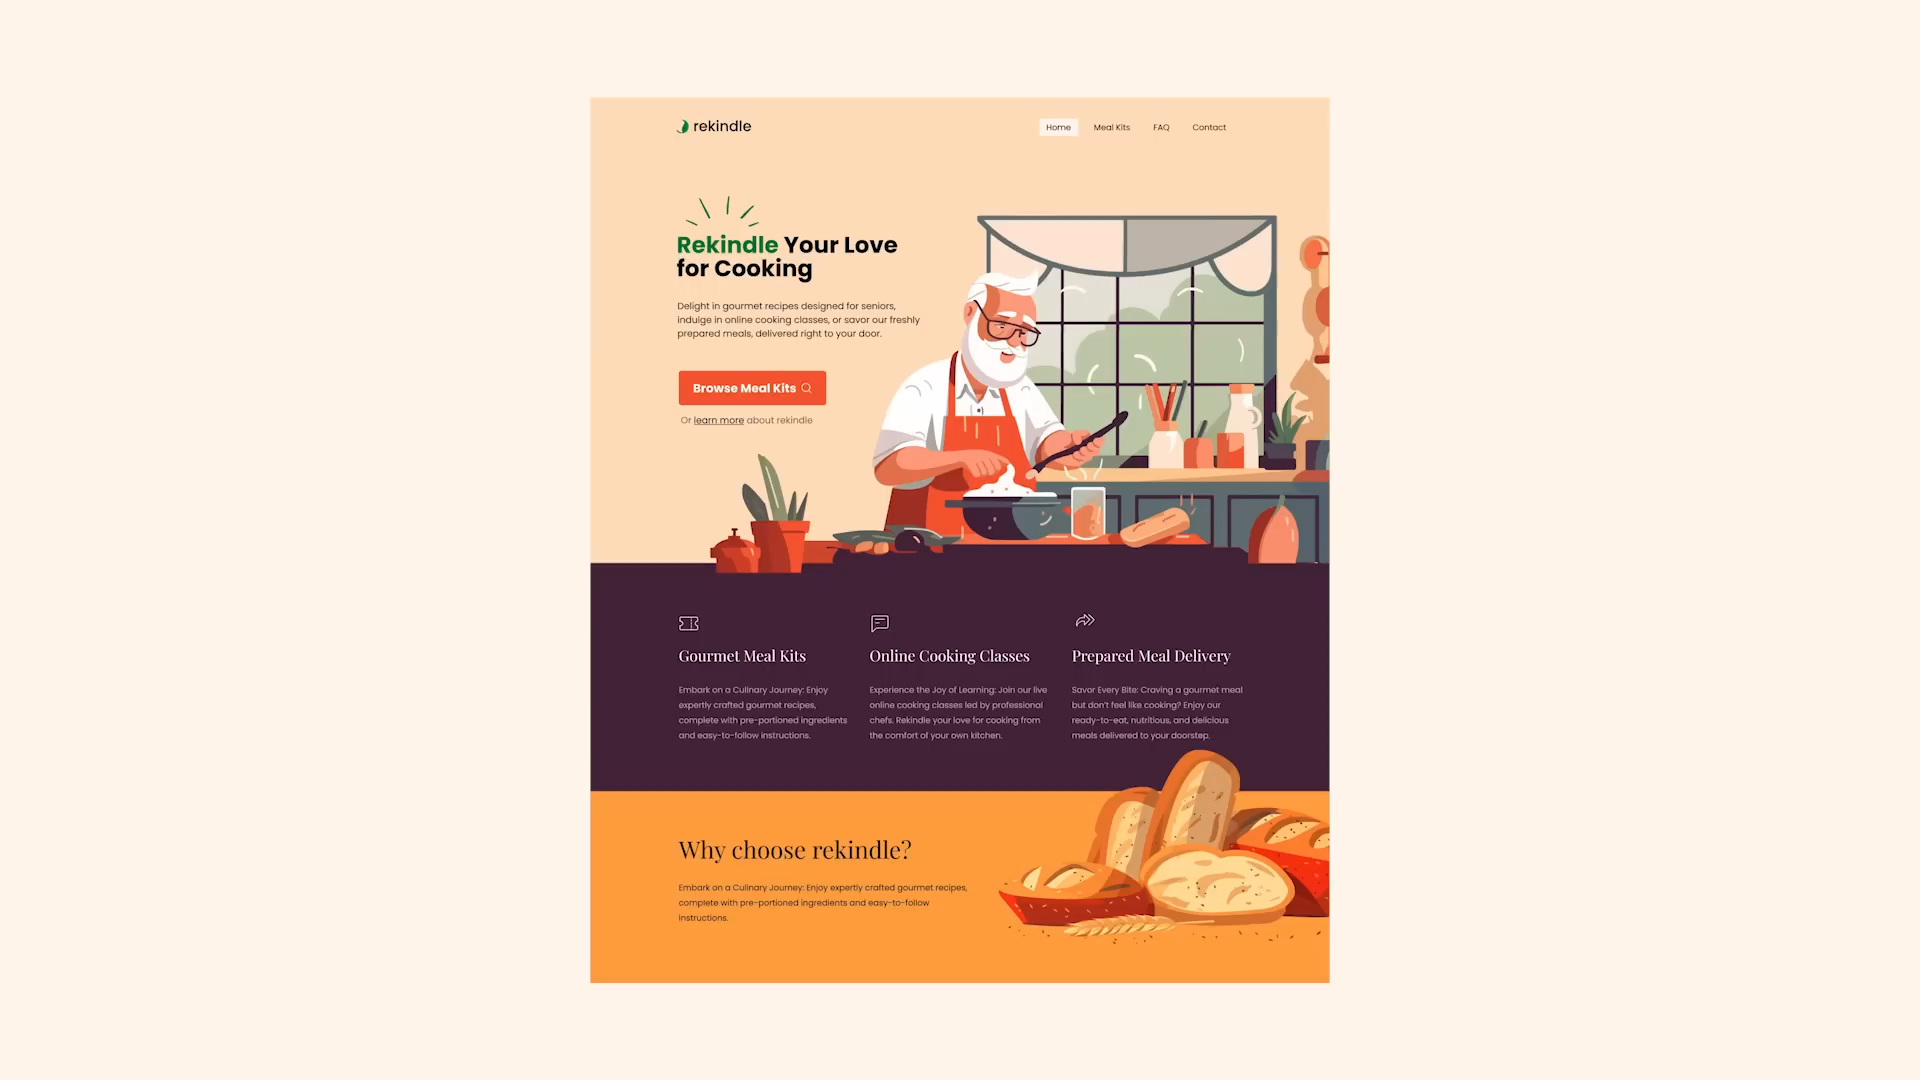 rekindle
Home Meal Kits FAQ Contact
Rekindle Your Love
for Cooking
Delight in gourmet recipes designed for seniors,
indulge in online cooking classes, or savor our freshly
prepared meals, delivered right to your door.
Browse Meal Kits
Or learn more about rekindle
Gourmet Meal Kits
Embark on a Culinary Journey: Enjoy
expertly crafted gourmet recipes,
complete with pre-portioned ingredients
and easy-to-follow instructions.
Online Cooking Classes
Experience the Joy of Learning: Join our live
online cooking classes led by professional
chefs. Rekindle your love for cooking from
the comfort of your own kitchen.
Prepared Meal Delivery
Savor Every Bite: Craving a gourmet meal
but don't feel like cooking? Enjoy our
ready-to-eat, nutritious, and delicious
meals delivered to your doorstep.
Why choose rekindle?
Embark on a Culinary Journey: Enjoy expertly crafted gourmet recipes,
complete with pre-portioned ingredients and easy-to-follow
instructions.